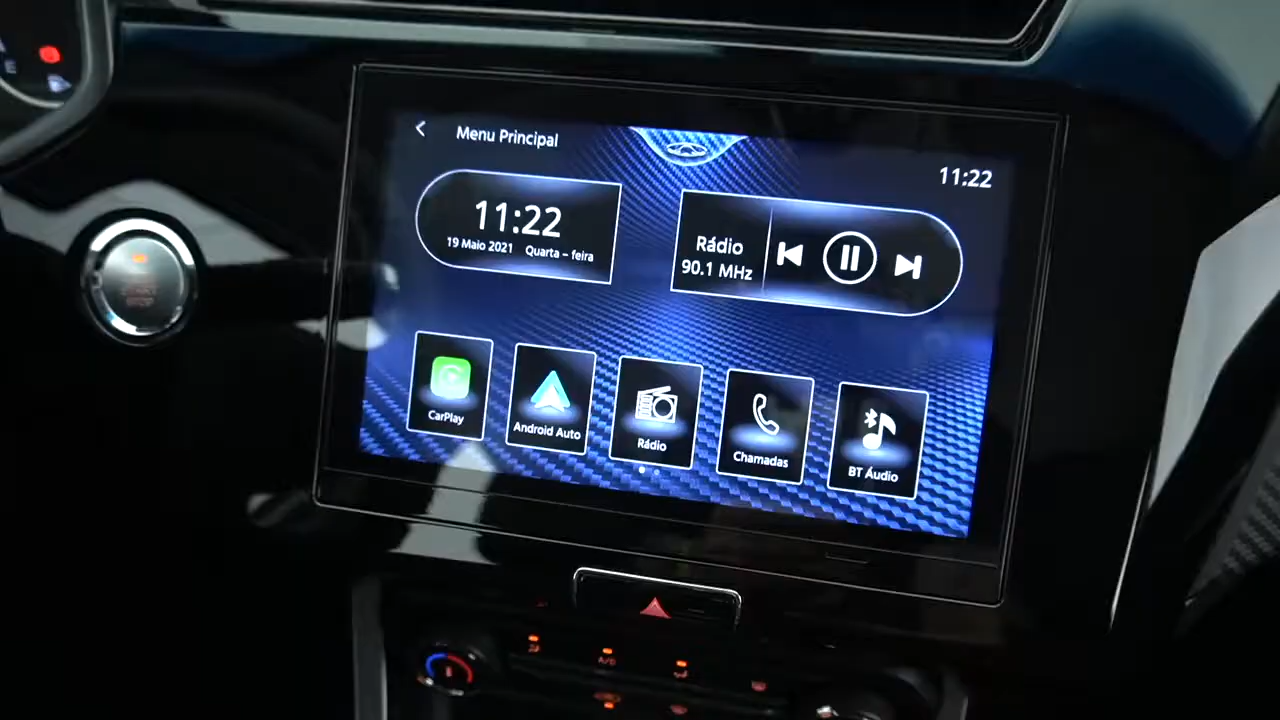 Menu Principal
11:22
11:22
19 Maio 2021 Quarta – feira
Rádio
90.1 MHz
CarPlay
Android Auto
Rádio
Chamadas
BT Áudio
STOP